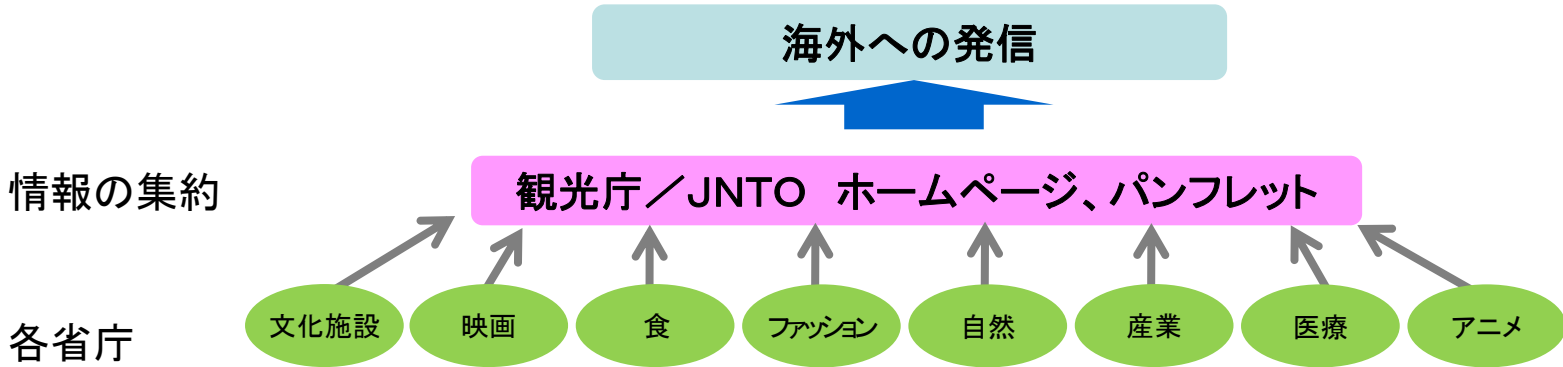 海外への発信
情報の集約
観光庁／JNTO　ホームページ、パンフレット
各省庁
文化施設
映画
食
ファッション
自然
産業
医療
アニメ